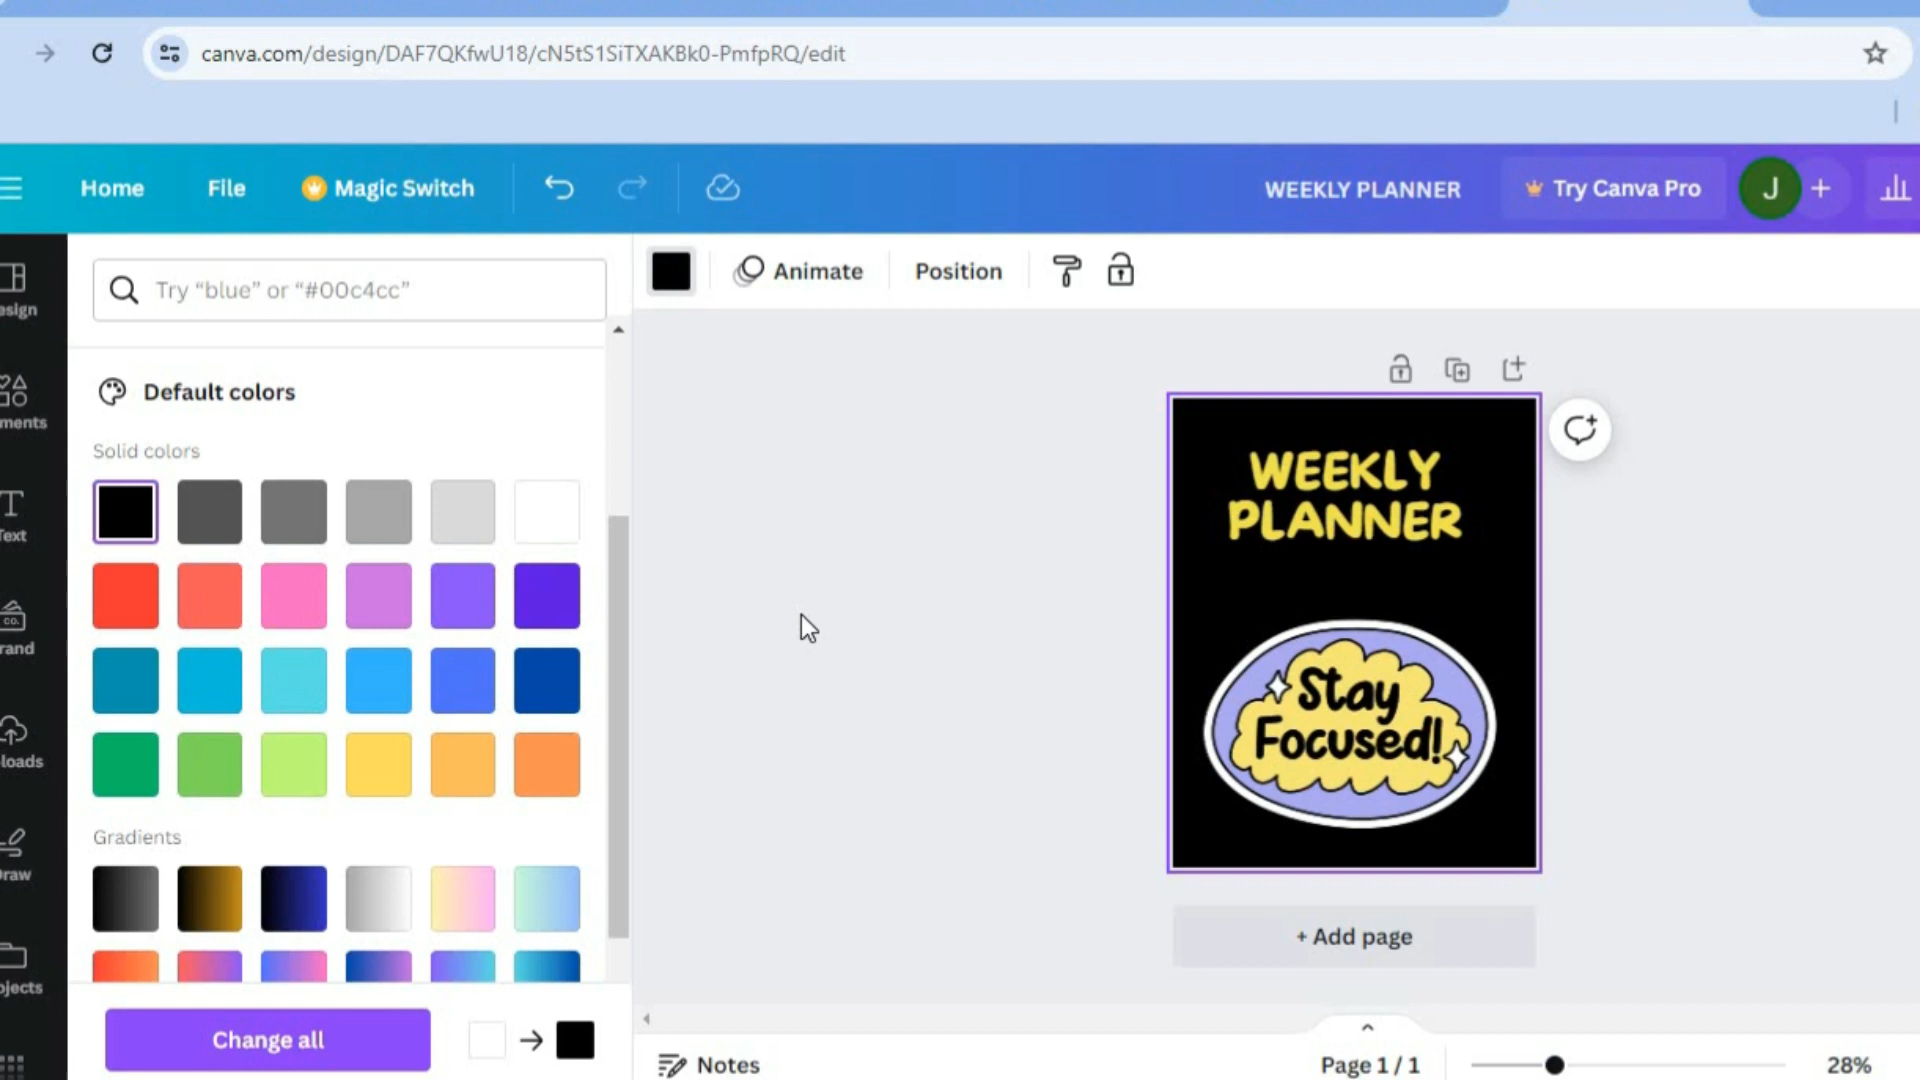 canva.com/design/DAF7QKfwU18/cN5tS1SiTXAKBk0-PmfpRQ/edit
Home File Magic Switch WEEKLY PLANNER Try Canva Pro J +
Try “blue” or “#00c4cc”
Animate Position
esign
Default colors
Solid colors
ments
WEEKLY
PLANNER
Text
co.
rand
Stay
Focused!
loads
Gradients
Draw
+ Add page
ojects
Change all
Notes Page 1 / 1 28%